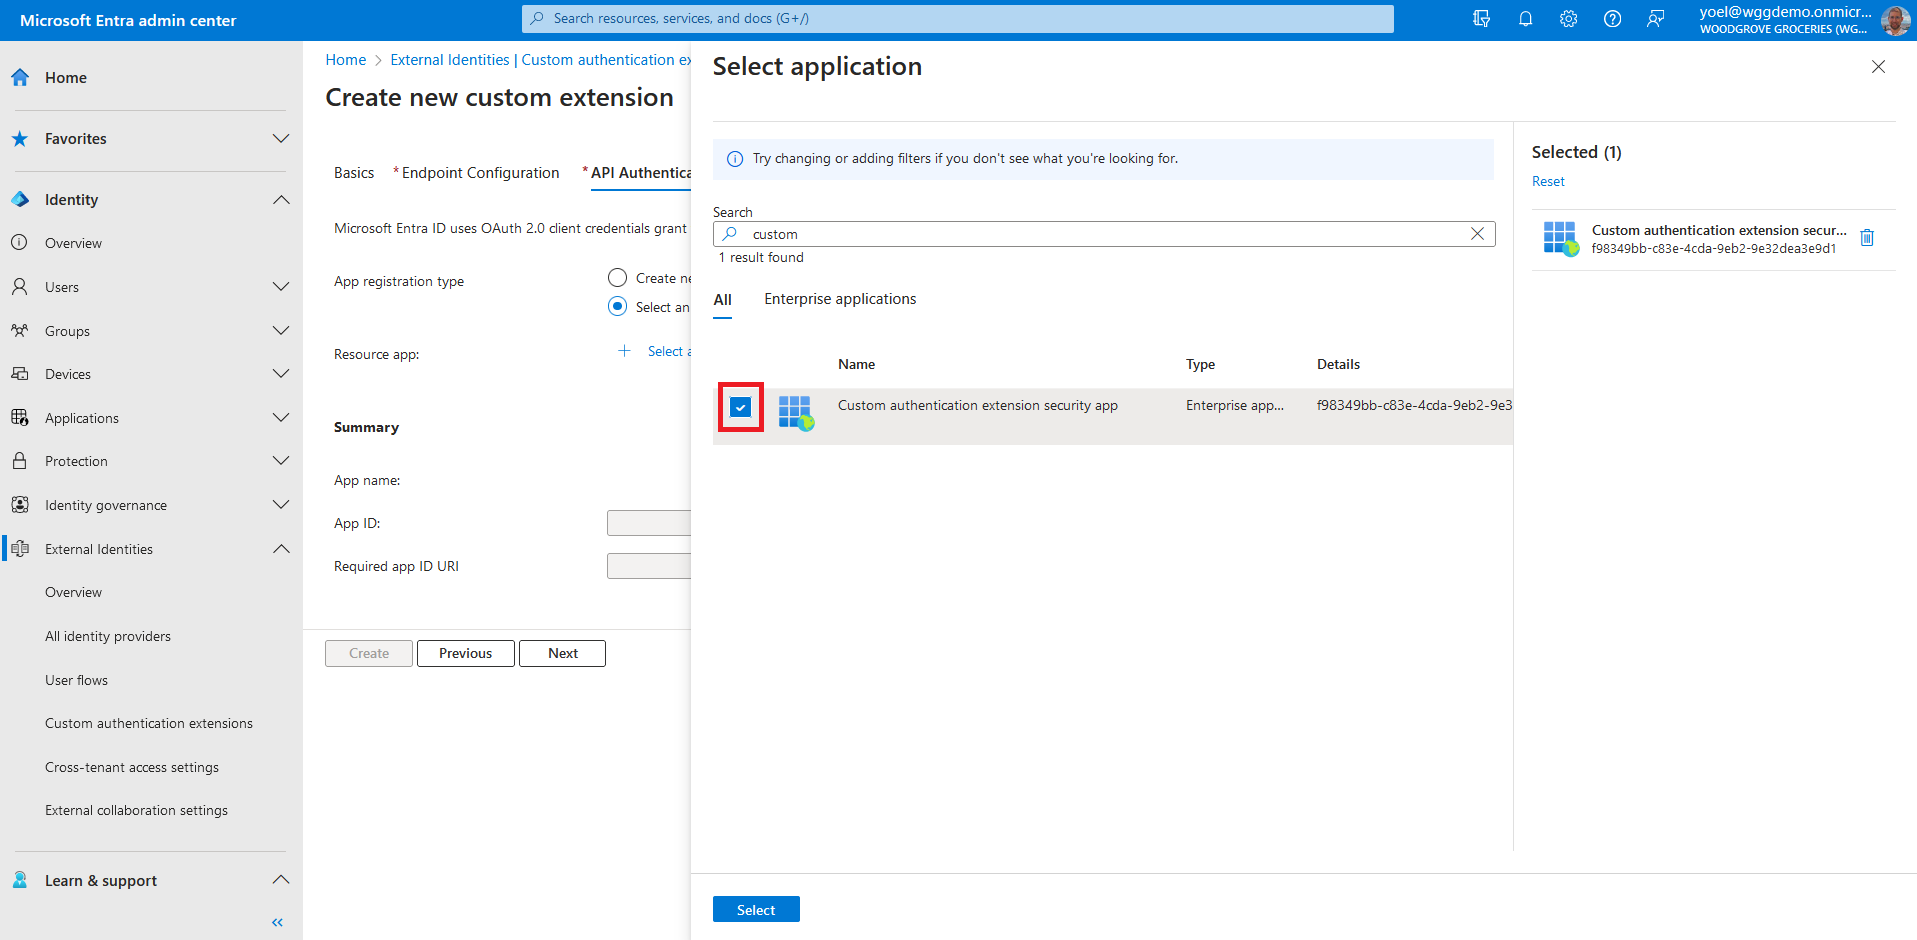 Microsoft Entra admin center
Search resources, services, and docs (G+/)
yoel@wggdemo.onmicr...
WOODGROVE GROCERIES (WG...
Home
Favorites
Identity
Overview
Users
Groups
Devices
Applications
Protection
Identity governance
External Identities
Overview
All identity providers
User flows
Custom authentication extensions
Cross-tenant access settings
External collaboration settings
Learn & support
Home > External Identities | Custom authentication ex
Create new custom extension
Basics * Endpoint Configuration * API Authentica
Microsoft Entra ID uses OAuth 2.0 client credentials grant
App registration type
Create ne
Select an
Resource app:
+ Select a
Summary
App name:
App ID:
Required app ID URI
Create Previous Next
Select application
Try changing or adding filters if you don't see what you're looking for.
Search
custom
1 result found
All Enterprise applications
Name Type Details
Custom authentication extension security app Enterprise app... f98349bb-c83e-4cda-9eb2-9e3
Select
Selected (1)
Reset
Custom authentication extension secur...
f98349bb-c83e-4cda-9eb2-9e32dea3e9d1